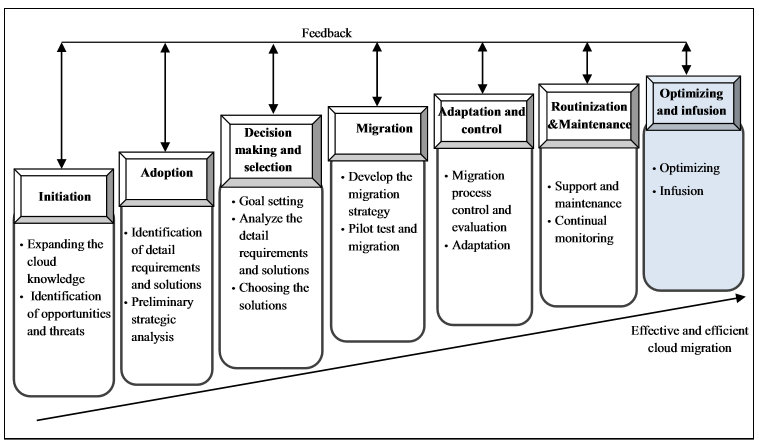 Feedback
Initiation
• Expanding the
cloud
knowledge
• Identification
of opportunities
and threats
Adoption
• Identification
of detail
requirements
and solutions
• Preliminary
strategic
analysis
Decision
making and
selection
• Goal setting
• Analyze the
detail
requirements
and solutions
• Choosing the
solutions
Migration
• Develop the
migration
strategy
• Pilot test and
migration
Adaptation and
control
• Migration
process
control and
evaluation
• Adaptation
Routinization
&Maintenance
• Support and
maintenance
• Continual
monitoring
Optimizing
and infusion
• Optimizing
• Infusion
Effective and efficient
cloud migration